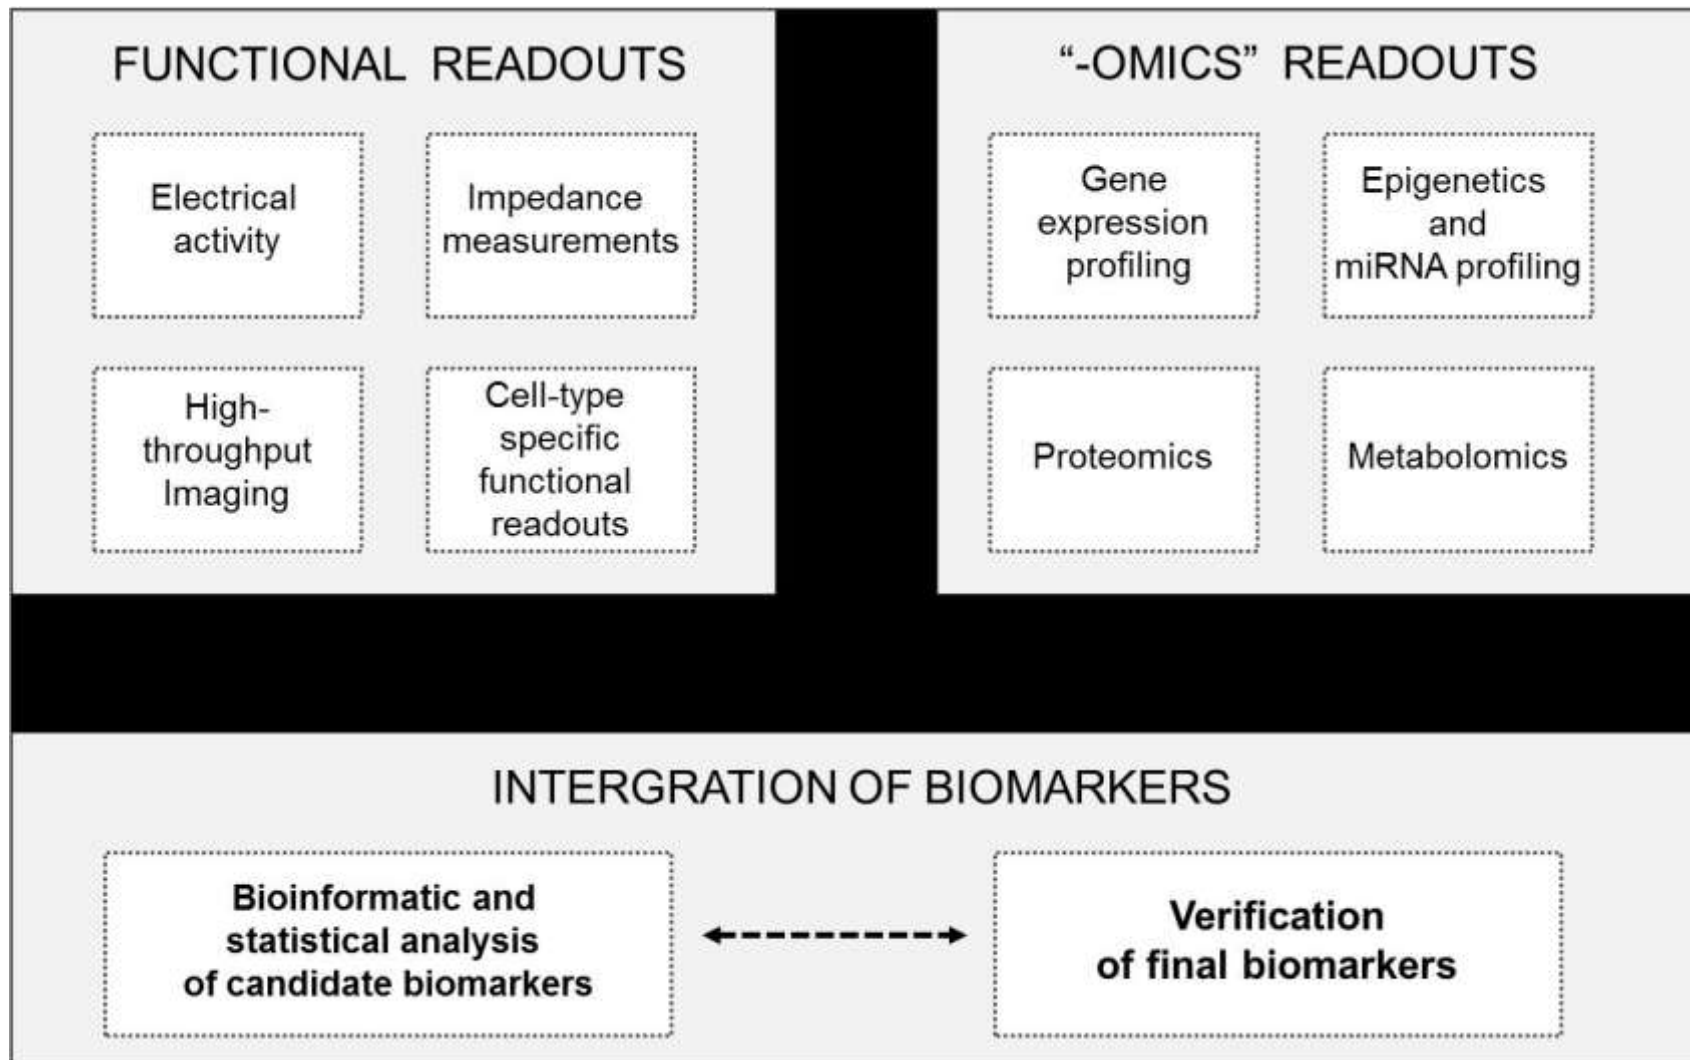 FUNCTIONAL READOUTS
Electrical
activity
Impedance
measurements
High-
throughput
Imaging
Cell-type
specific
functional
readouts
“-OMICS” READOUTS
Gene
expression
profiling
Epigenetics
and
miRNA profiling
Proteomics
Metabolomics
INTERGRATION OF BIOMARKERS
Bioinformatic and
statistical analysis
of candidate biomarkers
Verification
of final biomarkers